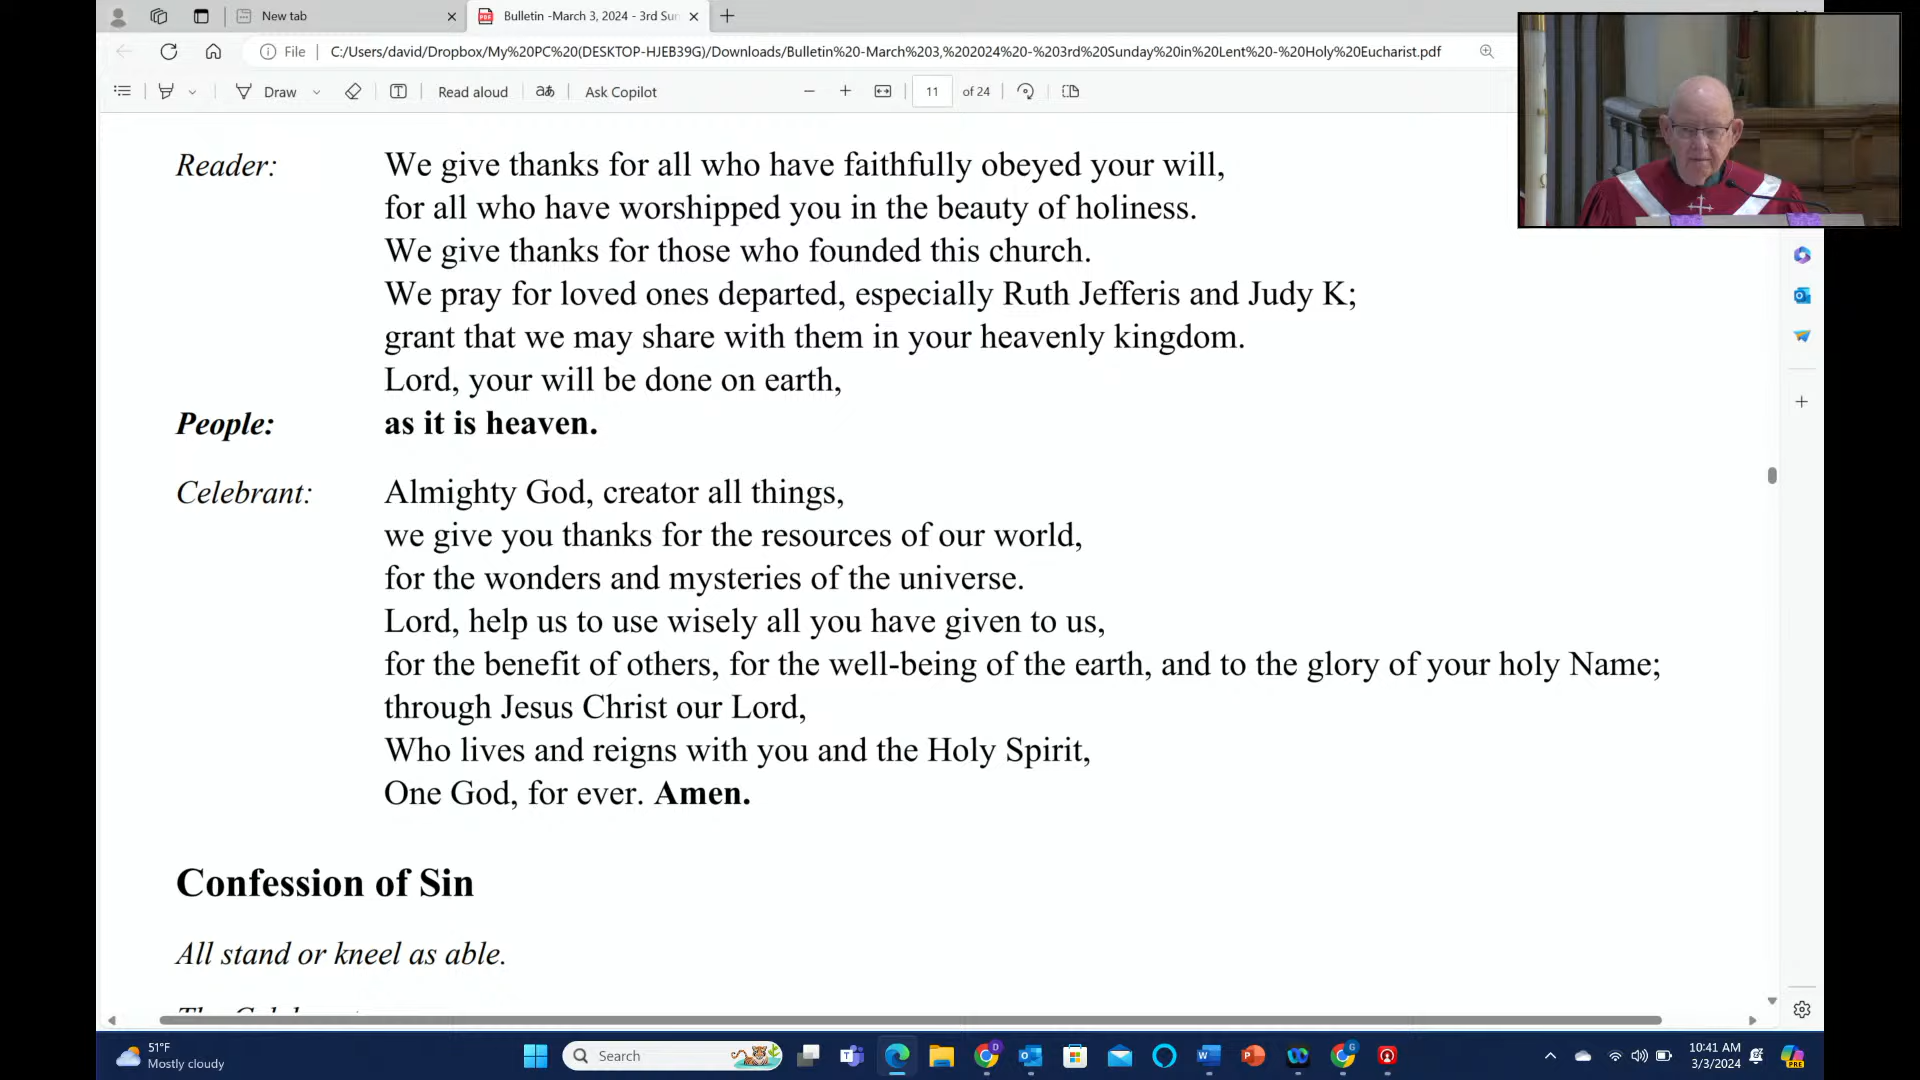 New tab
Bulletin -March 3, 2024 - 3rd Sun
File
C:/Users/david/Dropbox/My%20PC%20(DESKTOP-HJEB39G)/Downloads/Bulletin%20-March%203,%202024%20-%203rd%20Sunday%20in%20Lent%20-%20Holy%20Eucharist.pdf
Draw
Read aloud
Ask Copilot
11
of 24
Reader: We give thanks for all who have faithfully obeyed your will,
for all who have worshipped you in the beauty of holiness.
We give thanks for those who founded this church.
We pray for loved ones departed, especially Ruth Jefferis and Judy K;
grant that we may share with them in your heavenly kingdom.
Lord, your will be done on earth,
People: as it is heaven.
Celebrant: Almighty God, creator all things,
we give you thanks for the resources of our world,
for the wonders and mysteries of the universe.
Lord, help us to use wisely all you have given to us,
for the benefit of others, for the well-being of the earth, and to the glory of your holy Name;
through Jesus Christ our Lord,
Who lives and reigns with you and the Holy Spirit,
One God, for ever. Amen.
Confession of Sin
All stand or kneel as able.
51°F
Mostly cloudy
Search
10:41 AM
3/3/2024